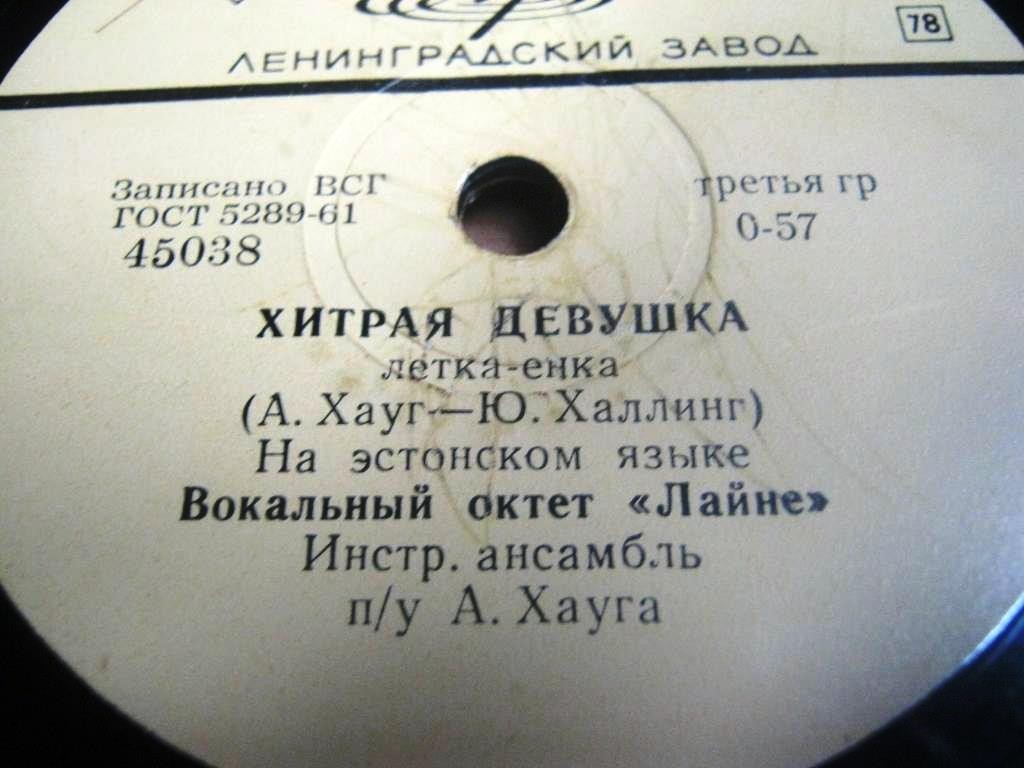 ЛЕНИНГРАДСКИЙ ЗАВОД
78
Записано ВСГ
ГОСТ 5289-61
45038
третья гр
0-57
ХИТРАЯ ДЕВУШКА
летка-енка
(А. Хауг—Ю. Халлинг)
На эстонском языке
Вокальный октет «Лайне»
Инстр. ансамбль
п/у А. Хауга